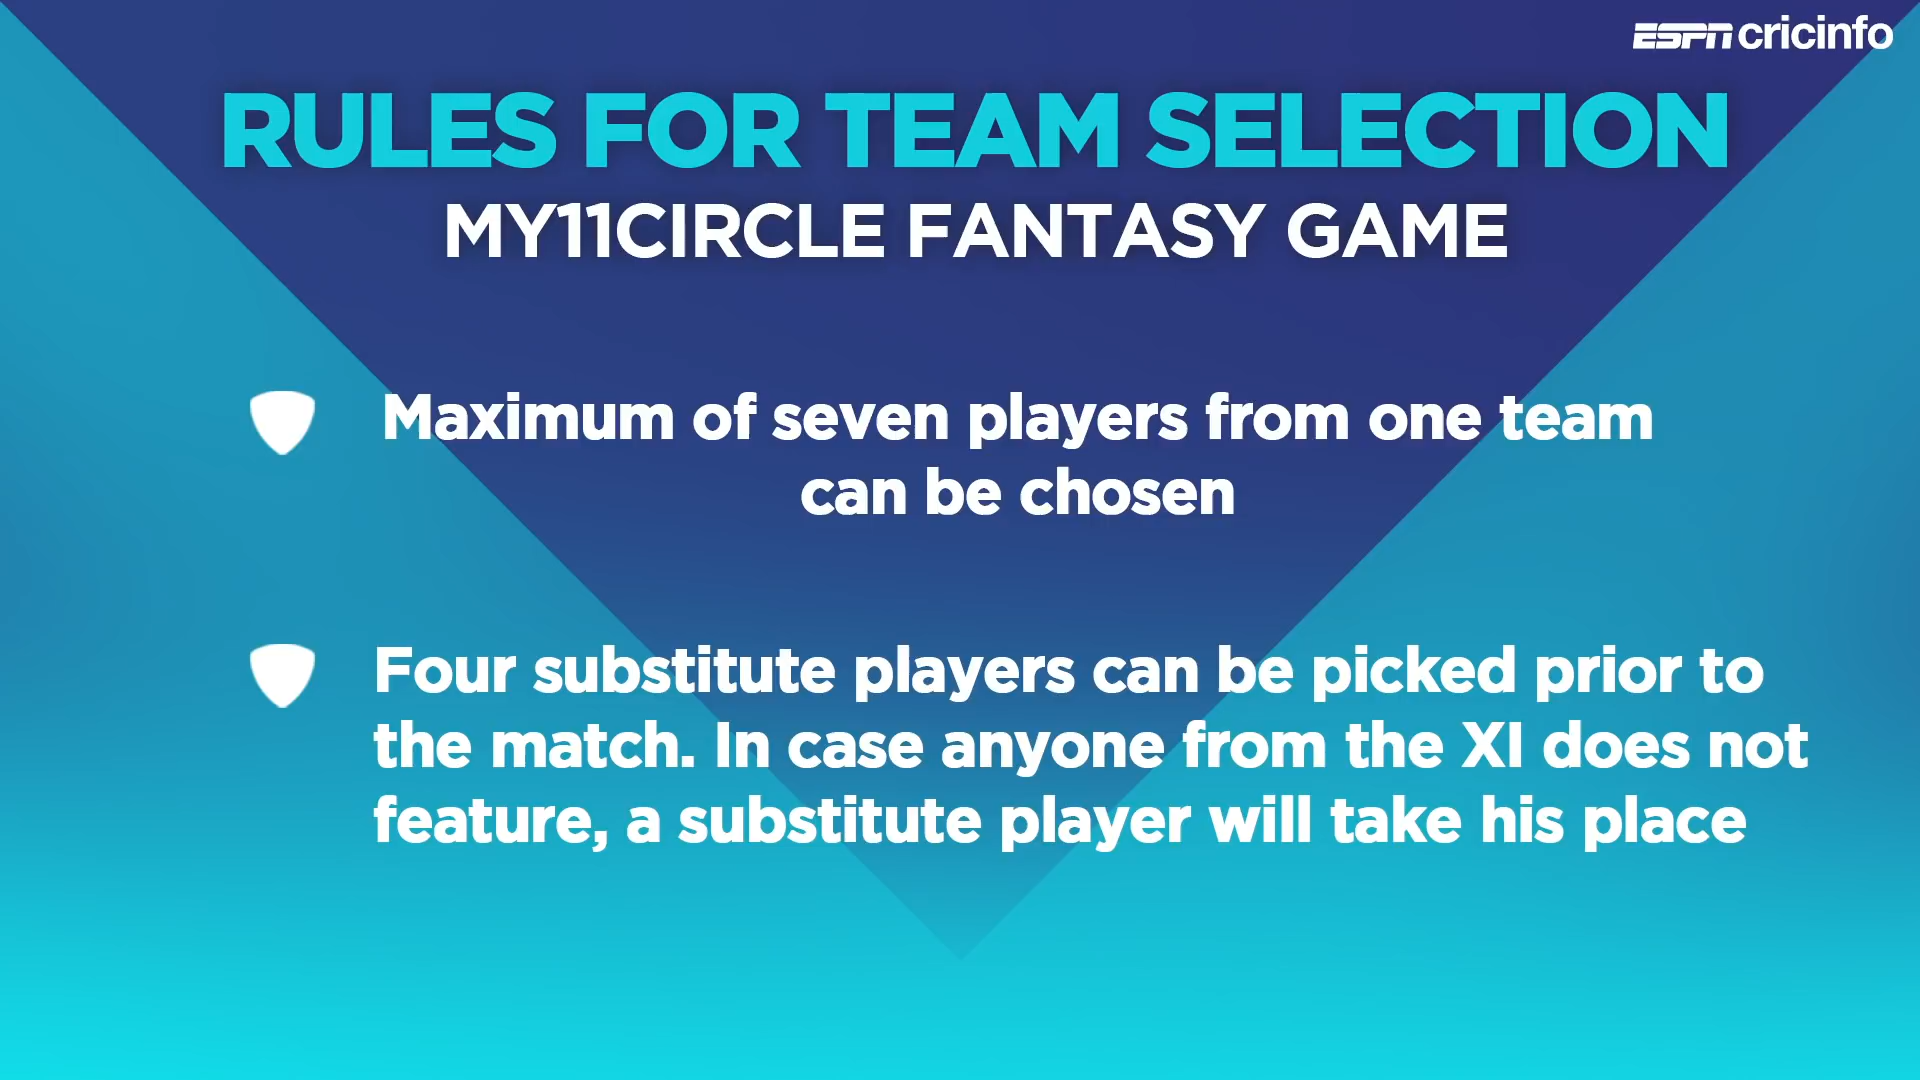 ESPN cricinfo
RULES FOR TEAM SELECTION
MY11CIRCLE FANTASY GAME
Maximum of seven players from one team
can be chosen
Four substitute players can be picked prior to
the match. In case anyone from the XI does not
feature, a substitute player will take his place